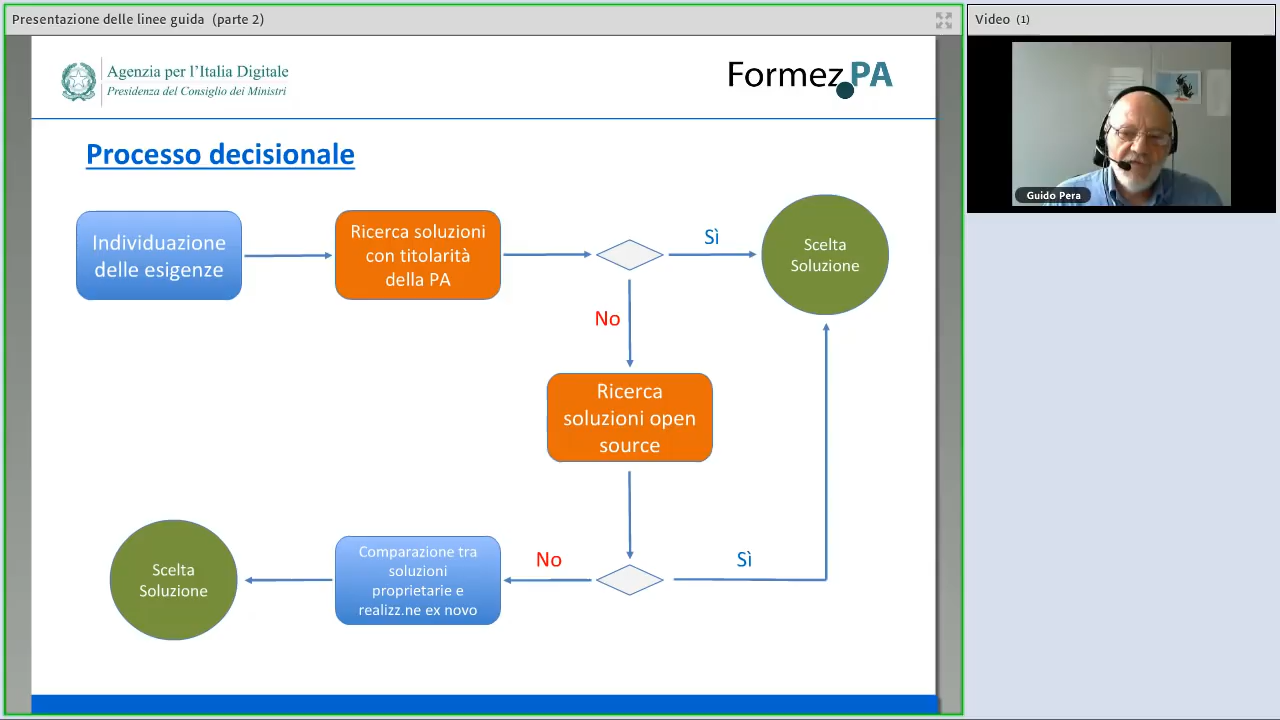 Presentazione delle linee guida (parte 2)
Video (1)
Agenzia per l'Italia Digitale
Presidenza del Consiglio dei Ministri
Formez PA
Guido Pera
Processo decisionale
Individuazione
delle esigenze
Ricerca soluzioni
con titolarità
della PA
Sì
Scelta
Soluzione
No
Ricerca
soluzioni open
source
Sì
No
Comparazione tra
soluzioni
proprietarie e
realizz.ne ex novo
Scelta
Soluzione